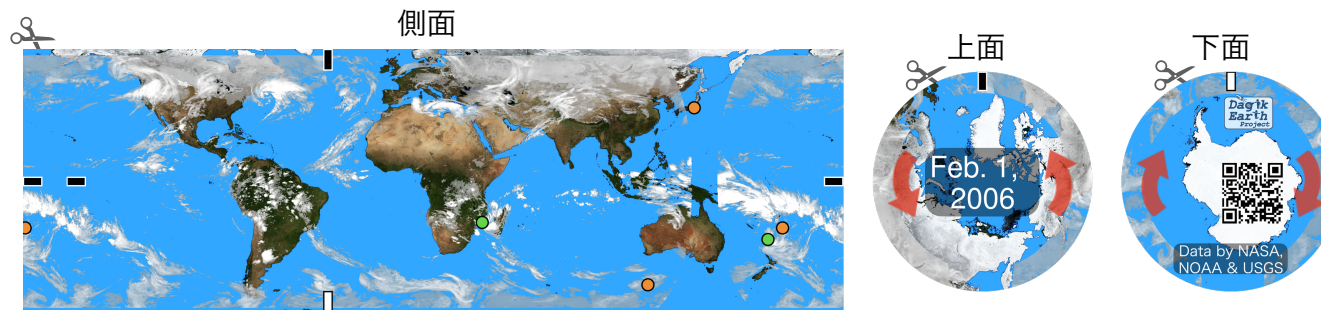 側面
上面
Feb. 1,
2006
下面
Dagik
Earth
Project
Data by NASA,
NOAA & USGS